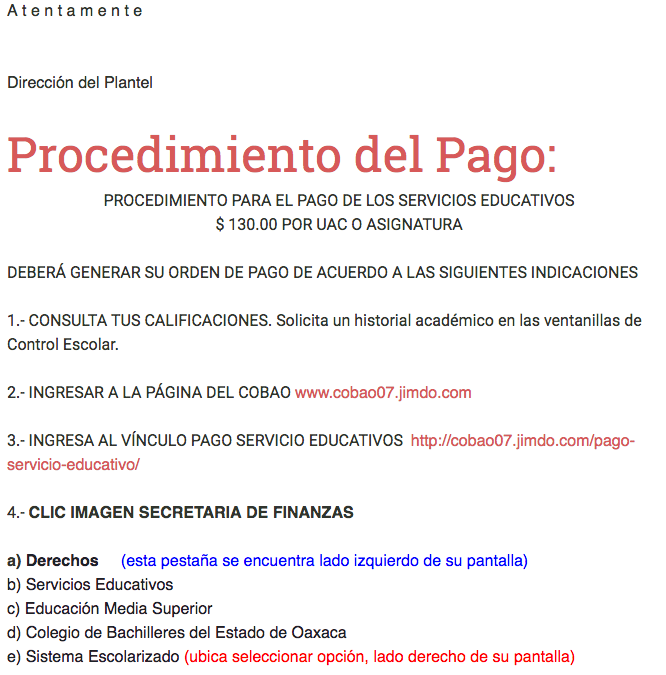 A t e n t a m e n t e
Dirección del Plantel
Procedimiento del Pago:
PROCEDIMIENTO PARA EL PAGO DE LOS SERVICIOS EDUCATIVOS
$ 130.00 POR UAC O ASIGNATURA
DEBERÁ GENERAR SU ORDEN DE PAGO DE ACUERDO A LAS SIGUIENTES INDICACIONES
1.- CONSULTA TUS CALIFICACIONES. Solicita un historial académico en las ventanillas de
Control Escolar.
2.- INGRESAR A LA PÁGINA DEL COBAO www.cobao07.jimdo.com
3.- INGRESA AL VÍNCULO PAGO SERVICIO EDUCATIVOS http://cobao07.jimdo.com/pago-
servicio-educativo/
4.- CLIC IMAGEN SECRETARIA DE FINANZAS
a) Derechos (esta pestaña se encuentra lado izquierdo de su pantalla)
b) Servicios Educativos
c) Educación Media Superior
d) Colegio de Bachilleres del Estado de Oaxaca
e) Sistema Escolarizado (ubica seleccionar opción, lado derecho de su pantalla)